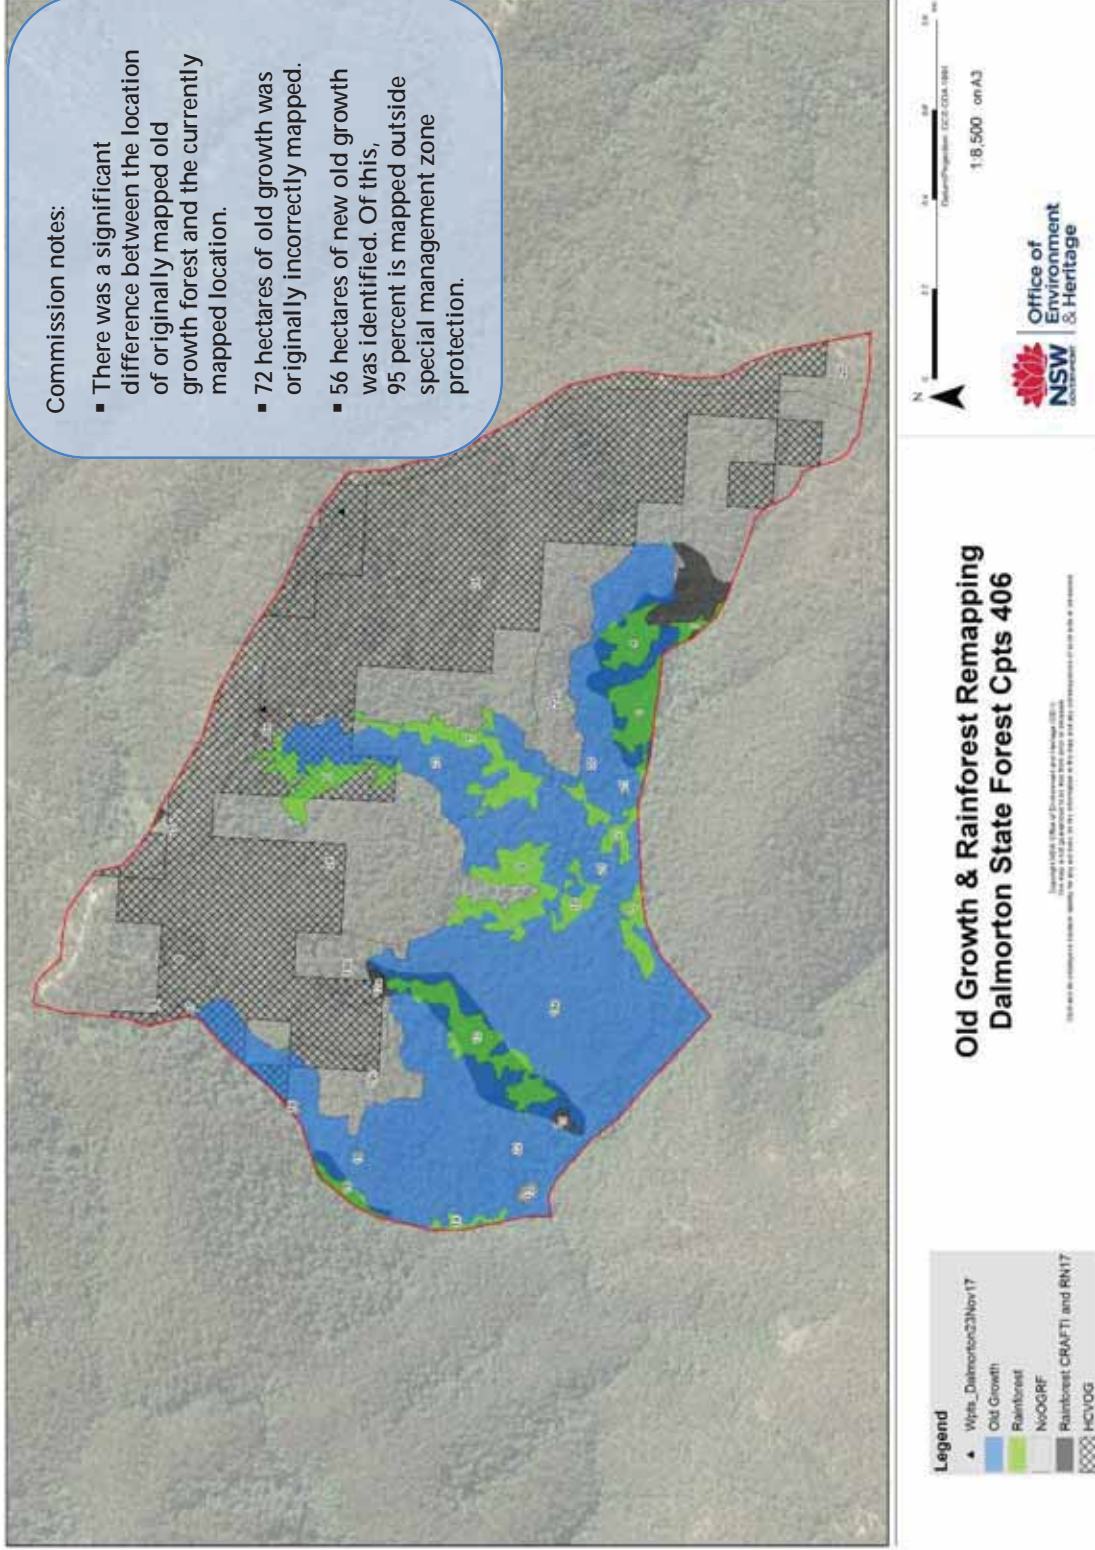 Commission notes:
▪ There was a significant
difference between the location
of originally mapped old
growth forest and the currently
mapped location.
▪ 72 hectares of old growth was
originally incorrectly mapped.
▪ 56 hectares of new old growth
was identified. Of this,
95 percent is mapped outside
special management zone
protection.
Legend
Wpts_Dalmorton23Nov17
Old Growth
Rainforest
NoOGRF
Rainforest CRAFTI and RN17
HCVOG
Old Growth & Rainforest Remapping
Dalmorton State Forest Cpts 406
N
1:8,500 on A3
NSW
GOVERNMENT
Office of
Environment
& Heritage